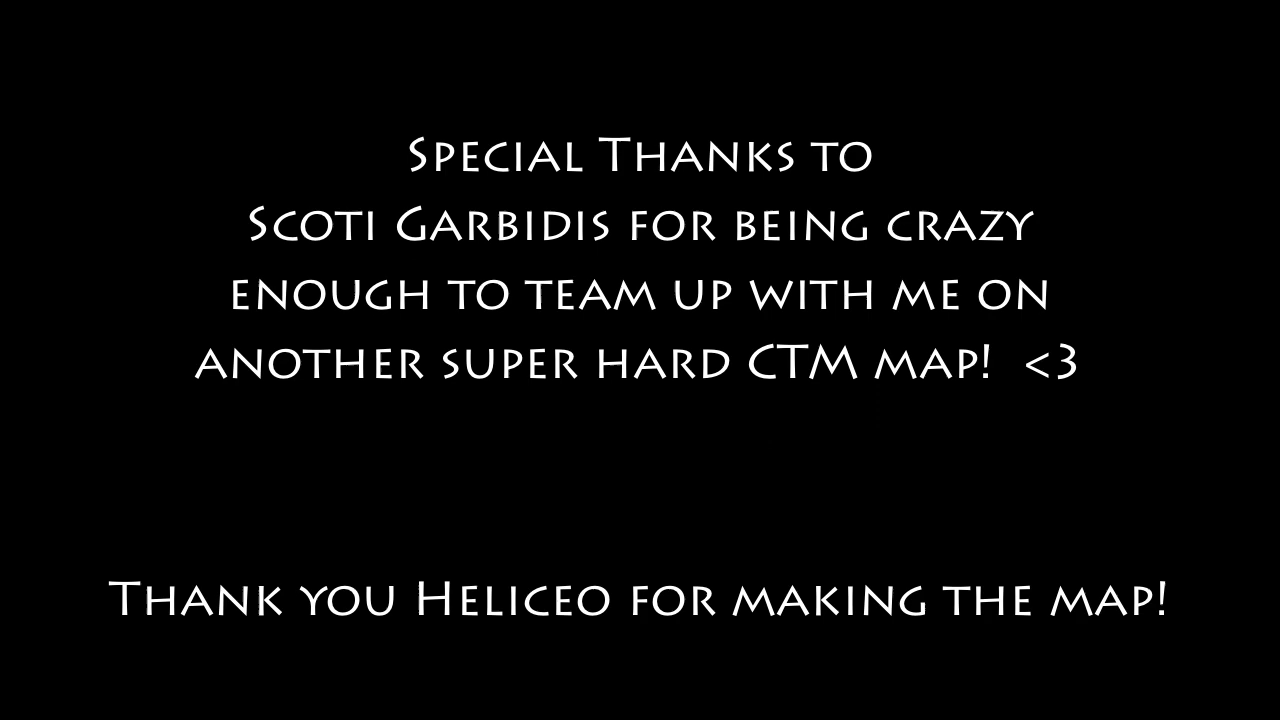 Special Thanks to
Scoti Garbidis for being crazy
enough to team up with me on
another super hard CTM map!  <3
Thank you Heliceo for making the map!